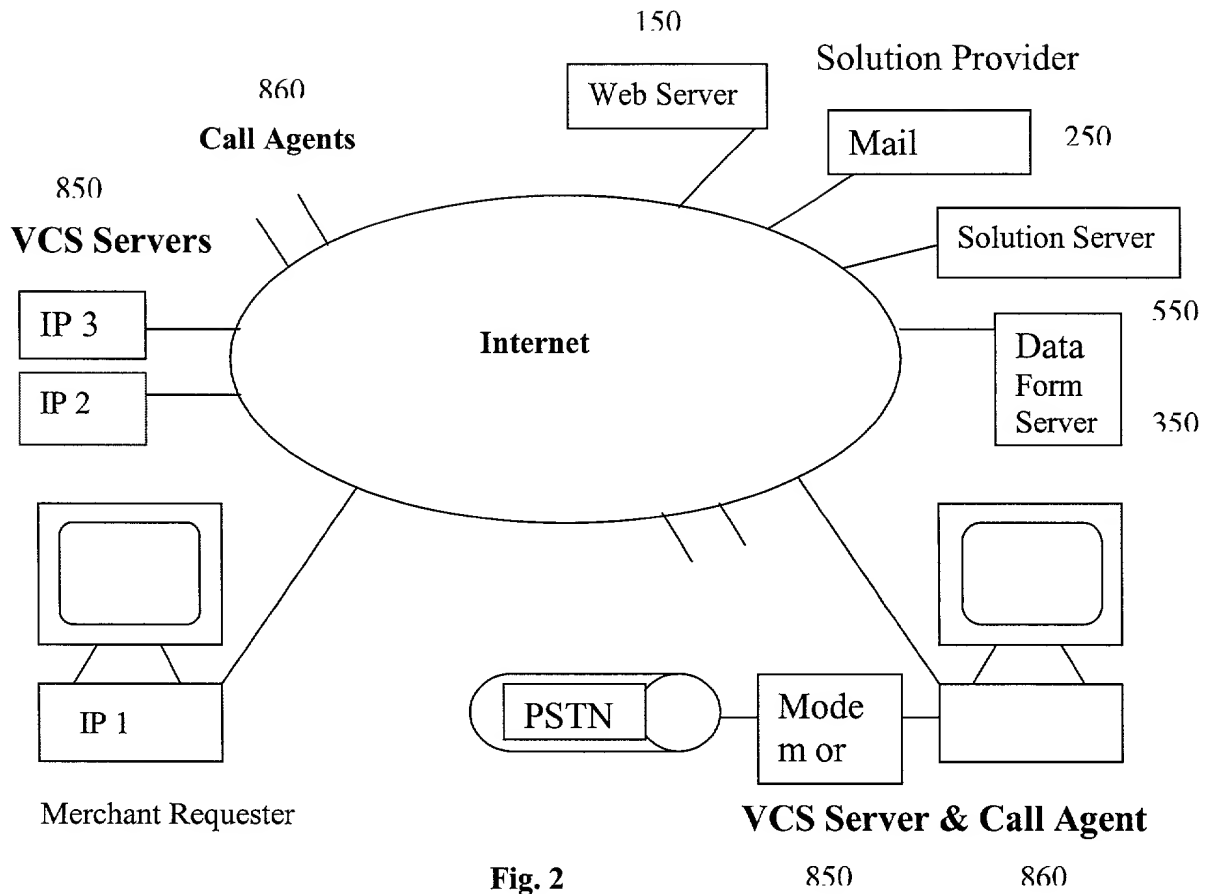 150
Solution Provider
860
Web Server
Call Agents
Mail
250
850
VCS Servers
Solution Server
IP 3
550
Internet
Data
Form
Server
IP 2
350
IP 1
PSTN
Mode
m or
Merchant Requester
VCS Server & Call Agent
Fig. 2
850
860